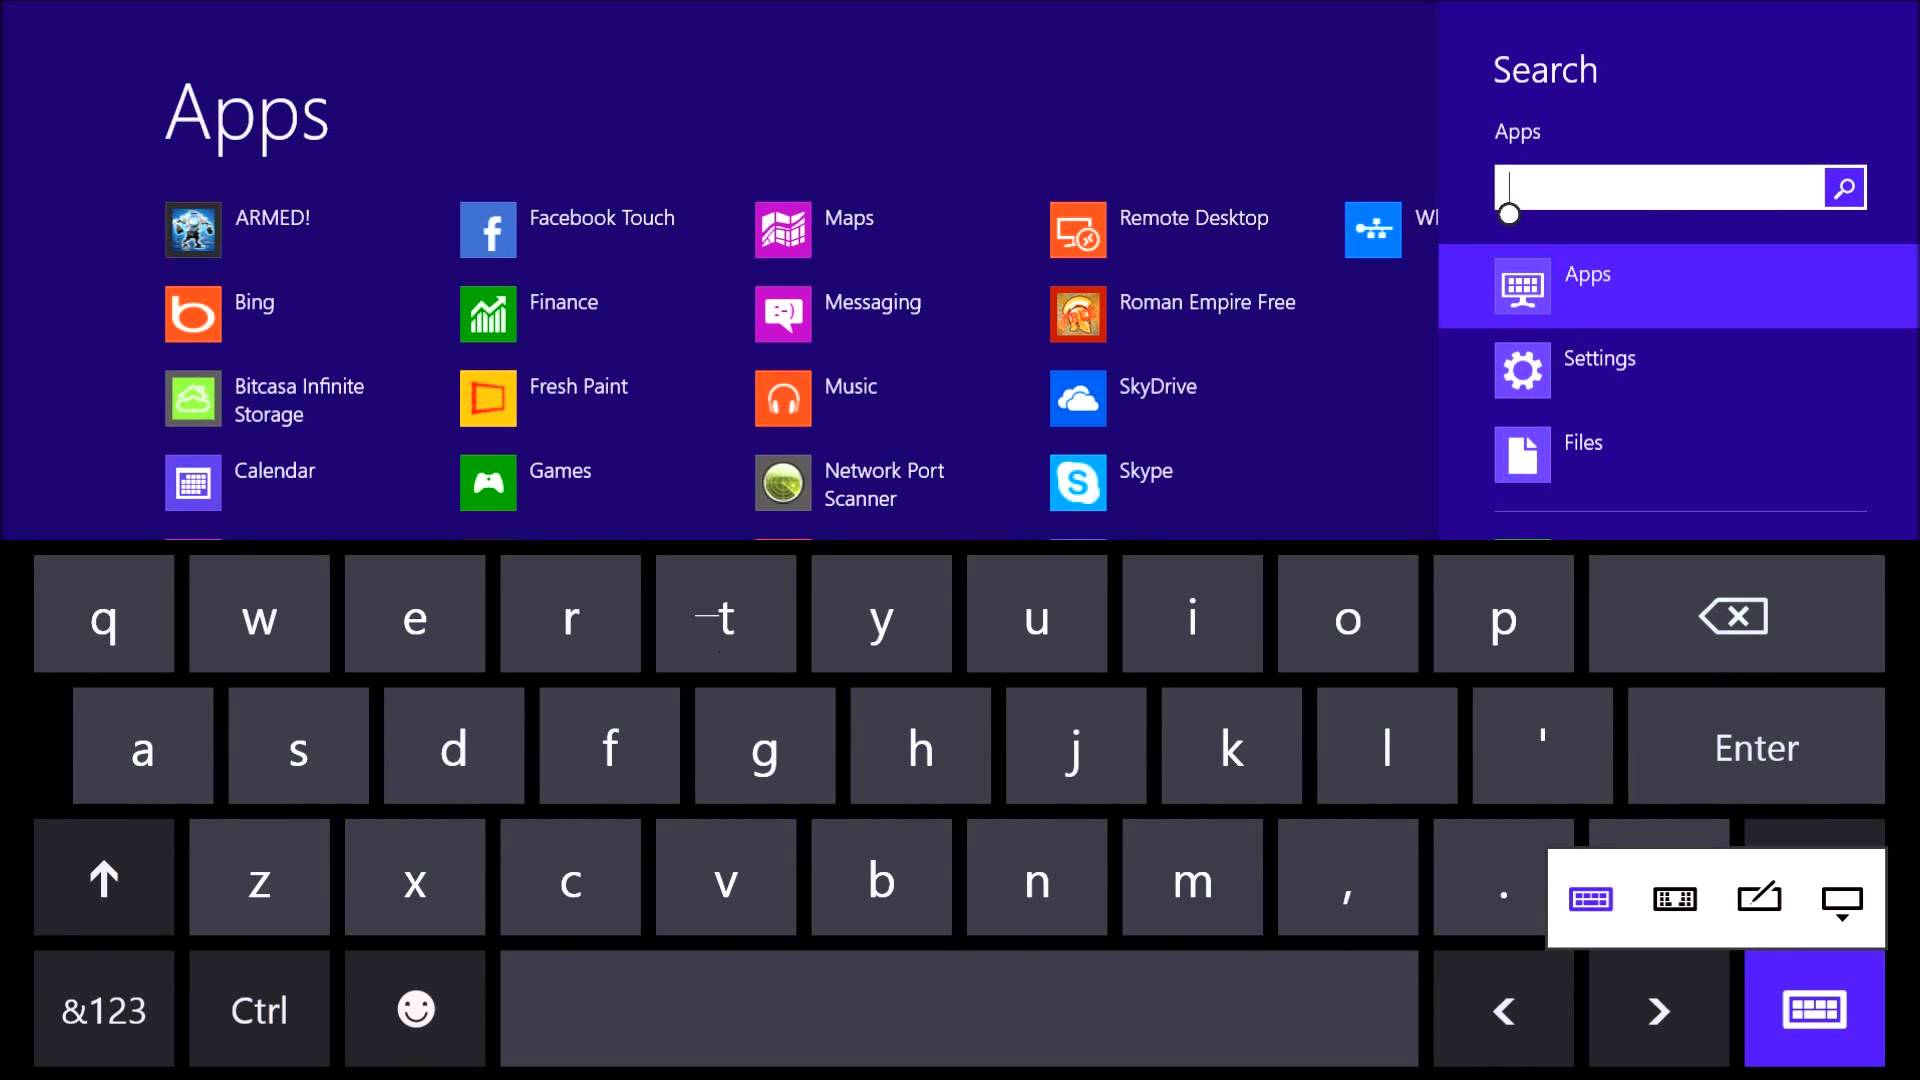 Apps
ARMED!
Bing
Bitcasa Infinite
Storage
Calendar
Facebook Touch
Finance
Fresh Paint
Games
Maps
Messaging
Music
Network Port
Scanner
Remote Desktop
Roman Empire Free
SkyDrive
Skype
Search
Apps
Apps
Settings
Files
q w e r t y u i o p
a s d f g h j k l ' Enter
z x c v b n m , .
&123 Ctrl < >